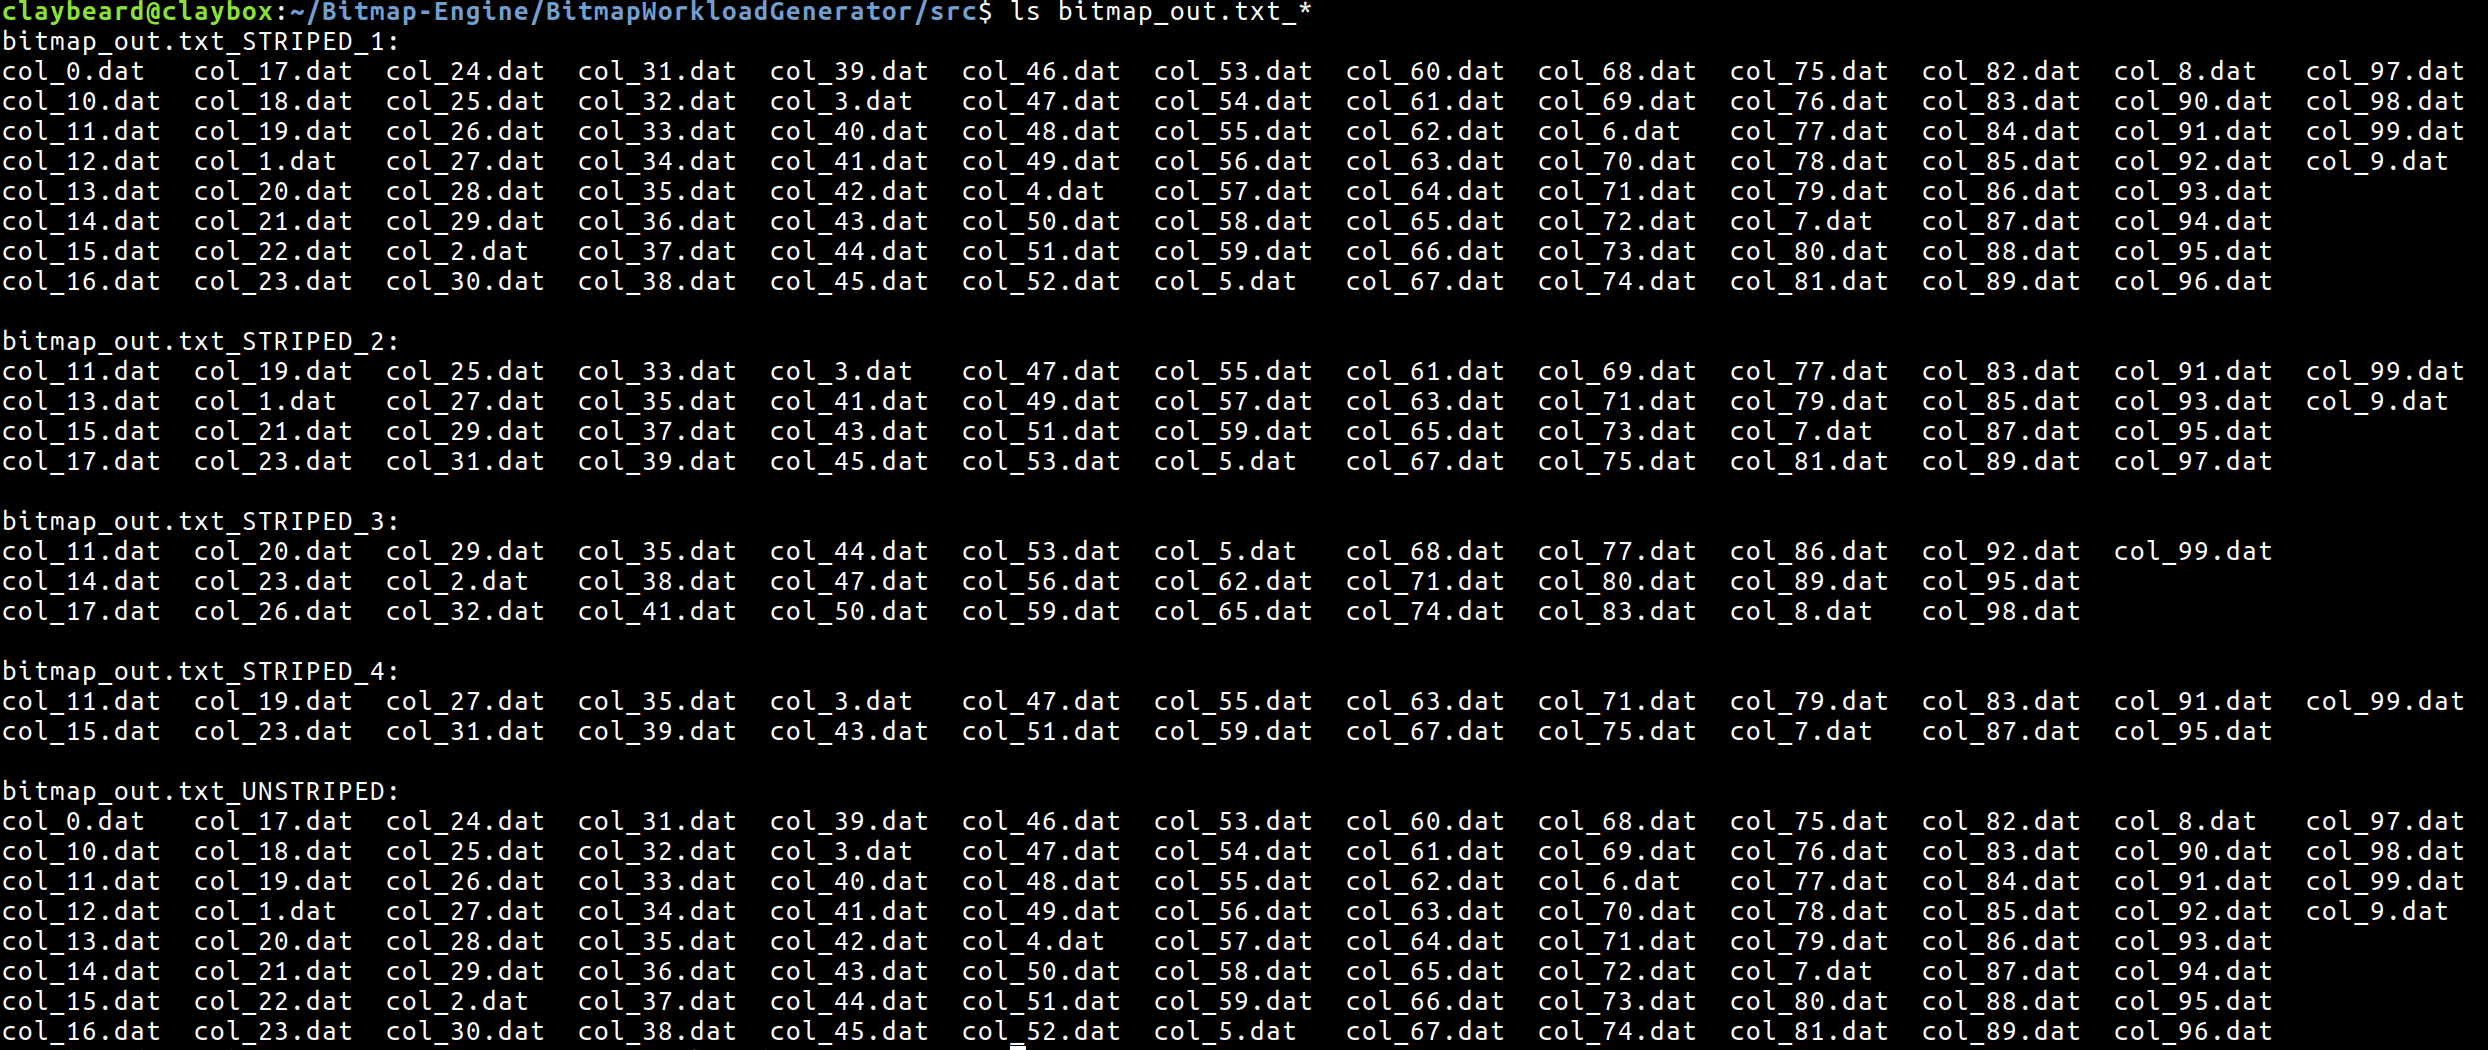 claybeard@claybox:~/Bitmap-Engine/BitmapWorkloadGenerator/src$ ls bitmap_out.txt_*
bitmap_out.txt_STRIPED_1:
col_0.dat   col_17.dat  col_24.dat  col_31.dat  col_39.dat  col_46.dat  col_53.dat  col_60.dat  col_68.dat  col_75.dat  col_82.dat  col_8.dat   col_97.dat
col_10.dat  col_18.dat  col_25.dat  col_32.dat  col_3.dat   col_47.dat  col_54.dat  col_61.dat  col_69.dat  col_76.dat  col_83.dat  col_90.dat  col_98.dat
col_11.dat  col_19.dat  col_26.dat  col_33.dat  col_40.dat  col_48.dat  col_55.dat  col_62.dat  col_6.dat   col_77.dat  col_84.dat  col_91.dat  col_99.dat
col_12.dat  col_1.dat   col_27.dat  col_34.dat  col_41.dat  col_49.dat  col_56.dat  col_63.dat  col_70.dat  col_78.dat  col_85.dat  col_92.dat  col_9.dat
col_13.dat  col_20.dat  col_28.dat  col_35.dat  col_42.dat  col_4.dat   col_57.dat  col_64.dat  col_71.dat  col_79.dat  col_86.dat  col_93.dat
col_14.dat  col_21.dat  col_29.dat  col_36.dat  col_43.dat  col_50.dat  col_58.dat  col_65.dat  col_72.dat  col_7.dat   col_87.dat  col_94.dat
col_15.dat  col_22.dat  col_2.dat   col_37.dat  col_44.dat  col_51.dat  col_59.dat  col_66.dat  col_73.dat  col_80.dat  col_88.dat  col_95.dat
col_16.dat  col_23.dat  col_30.dat  col_38.dat  col_45.dat  col_52.dat  col_5.dat   col_67.dat  col_74.dat  col_81.dat  col_89.dat  col_96.dat

bitmap_out.txt_STRIPED_2:
col_11.dat  col_19.dat  col_25.dat  col_33.dat  col_3.dat   col_47.dat  col_55.dat  col_61.dat  col_69.dat  col_77.dat  col_83.dat  col_91.dat  col_99.dat
col_13.dat  col_1.dat   col_27.dat  col_35.dat  col_41.dat  col_49.dat  col_57.dat  col_63.dat  col_71.dat  col_79.dat  col_85.dat  col_93.dat  col_9.dat
col_15.dat  col_21.dat  col_29.dat  col_37.dat  col_43.dat  col_51.dat  col_59.dat  col_65.dat  col_73.dat  col_7.dat   col_87.dat  col_95.dat
col_17.dat  col_23.dat  col_31.dat  col_39.dat  col_45.dat  col_53.dat  col_5.dat   col_67.dat  col_75.dat  col_81.dat  col_89.dat  col_97.dat

bitmap_out.txt_STRIPED_3:
col_11.dat  col_20.dat  col_29.dat  col_35.dat  col_44.dat  col_53.dat  col_5.dat   col_68.dat  col_77.dat  col_86.dat  col_92.dat  col_99.dat
col_14.dat  col_23.dat  col_2.dat   col_38.dat  col_47.dat  col_56.dat  col_62.dat  col_71.dat  col_80.dat  col_89.dat  col_95.dat
col_17.dat  col_26.dat  col_32.dat  col_41.dat  col_50.dat  col_59.dat  col_65.dat  col_74.dat  col_83.dat  col_8.dat   col_98.dat

bitmap_out.txt_STRIPED_4:
col_11.dat  col_19.dat  col_27.dat  col_35.dat  col_3.dat   col_47.dat  col_55.dat  col_63.dat  col_71.dat  col_79.dat  col_83.dat  col_91.dat  col_99.dat
col_15.dat  col_23.dat  col_31.dat  col_39.dat  col_43.dat  col_51.dat  col_59.dat  col_67.dat  col_75.dat  col_7.dat   col_87.dat  col_95.dat

bitmap_out.txt_UNSTRIPED:
col_0.dat   col_17.dat  col_24.dat  col_31.dat  col_39.dat  col_46.dat  col_53.dat  col_60.dat  col_68.dat  col_75.dat  col_82.dat  col_8.dat   col_97.dat
col_10.dat  col_18.dat  col_25.dat  col_32.dat  col_3.dat   col_47.dat  col_54.dat  col_61.dat  col_69.dat  col_76.dat  col_83.dat  col_90.dat  col_98.dat
col_11.dat  col_19.dat  col_26.dat  col_33.dat  col_40.dat  col_48.dat  col_55.dat  col_62.dat  col_6.dat   col_77.dat  col_84.dat  col_91.dat  col_99.dat
col_12.dat  col_1.dat   col_27.dat  col_34.dat  col_41.dat  col_49.dat  col_56.dat  col_63.dat  col_70.dat  col_78.dat  col_85.dat  col_92.dat  col_9.dat
col_13.dat  col_20.dat  col_28.dat  col_35.dat  col_42.dat  col_4.dat   col_57.dat  col_64.dat  col_71.dat  col_79.dat  col_86.dat  col_93.dat
col_14.dat  col_21.dat  col_29.dat  col_36.dat  col_43.dat  col_50.dat  col_58.dat  col_65.dat  col_72.dat  col_7.dat   col_87.dat  col_94.dat
col_15.dat  col_22.dat  col_2.dat   col_37.dat  col_44.dat  col_51.dat  col_59.dat  col_66.dat  col_73.dat  col_80.dat  col_88.dat  col_95.dat
col_16.dat  col_23.dat  col_30.dat  col_38.dat  col_45.dat  col_52.dat  col_5.dat   col_67.dat  col_74.dat  col_81.dat  col_89.dat  col_96.dat